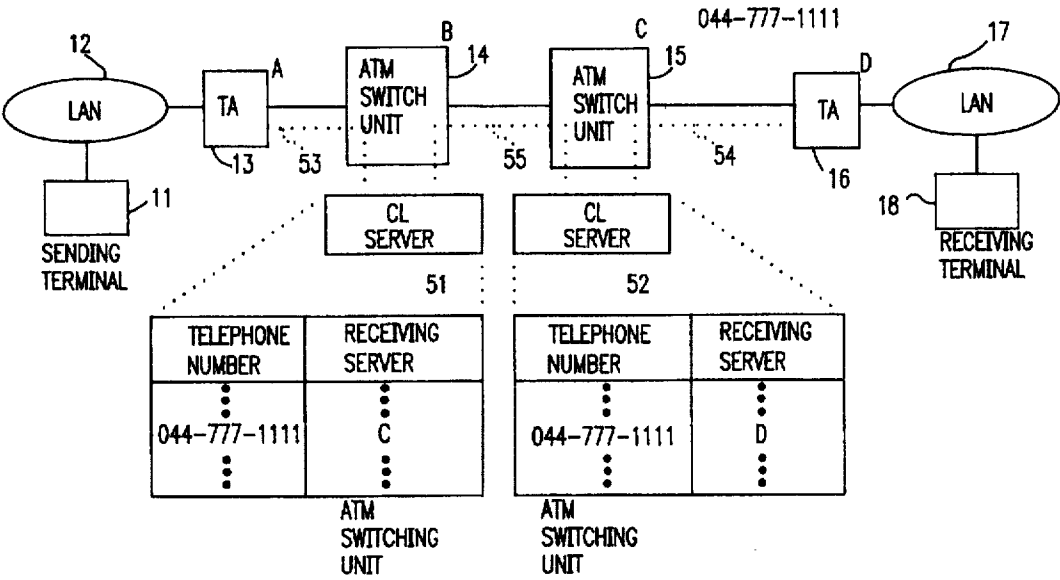 044-777-1111
12
A
B
14
C
15
D
17
LAN
TA
ATM
SWITCH
UNIT
ATM
SWITCH
UNIT
TA
LAN
13
53
55
54
16
11
18
SENDING
TERMINAL
CL
SERVER
CL
SERVER
RECEIVING
TERMINAL
51
52
TELEPHONE
NUMBER
RECEIVING
SERVER
TELEPHONE
NUMBER
RECEIVING
SERVER
044-777-1111
C
044-777-1111
D
ATM
SWITCHING
UNIT
ATM
SWITCHING
UNIT